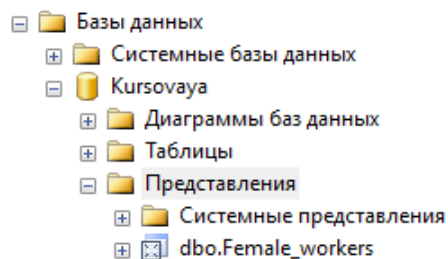 Базы данных
Системные базы данных
Kursovaya
Диаграммы баз данных
Таблицы
Представления
Системные представления
dbo.Female_workers